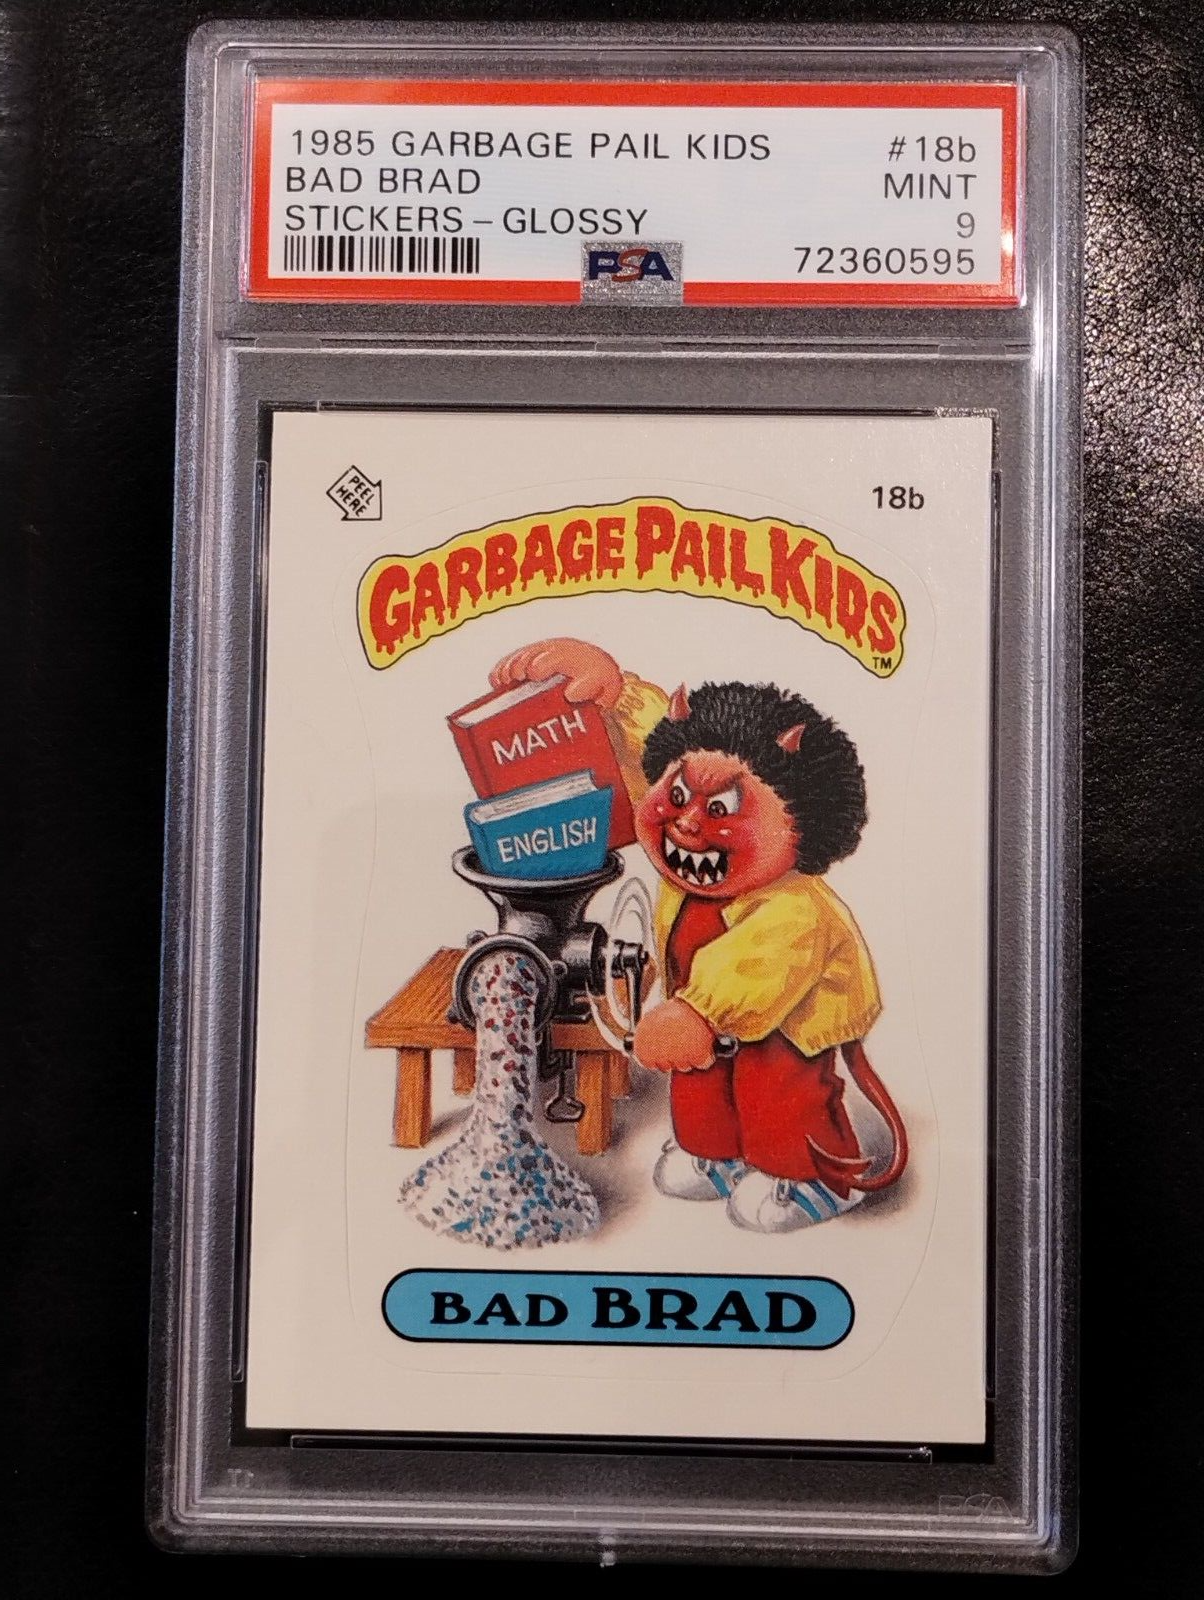 1985 GARBAGE PAIL KIDS #18b
BAD BRAD MINT
STICKERS – GLOSSY 9
PSA 72360595
PEEL
HERE
18b
GARBAGE PAIL KIDS
TM
MATH
ENGLISH
BAD BRAD
PSA